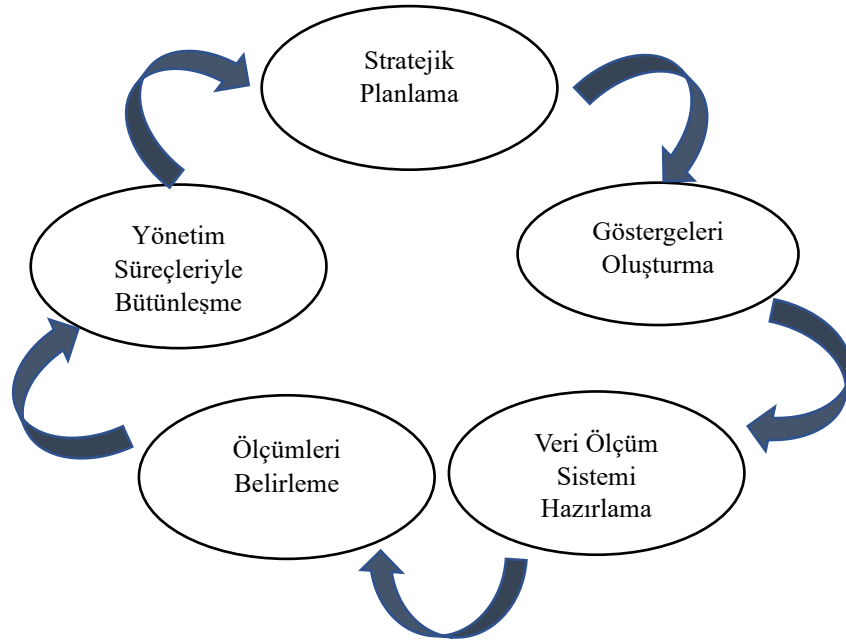 Stratejik
Planlama
Göstergeleri
Oluşturma
Veri Ölçüm
Sistemi
Hazırlama
Ölçümleri
Belirleme
Yönetim
Süreçleriyle
Bütünleşme